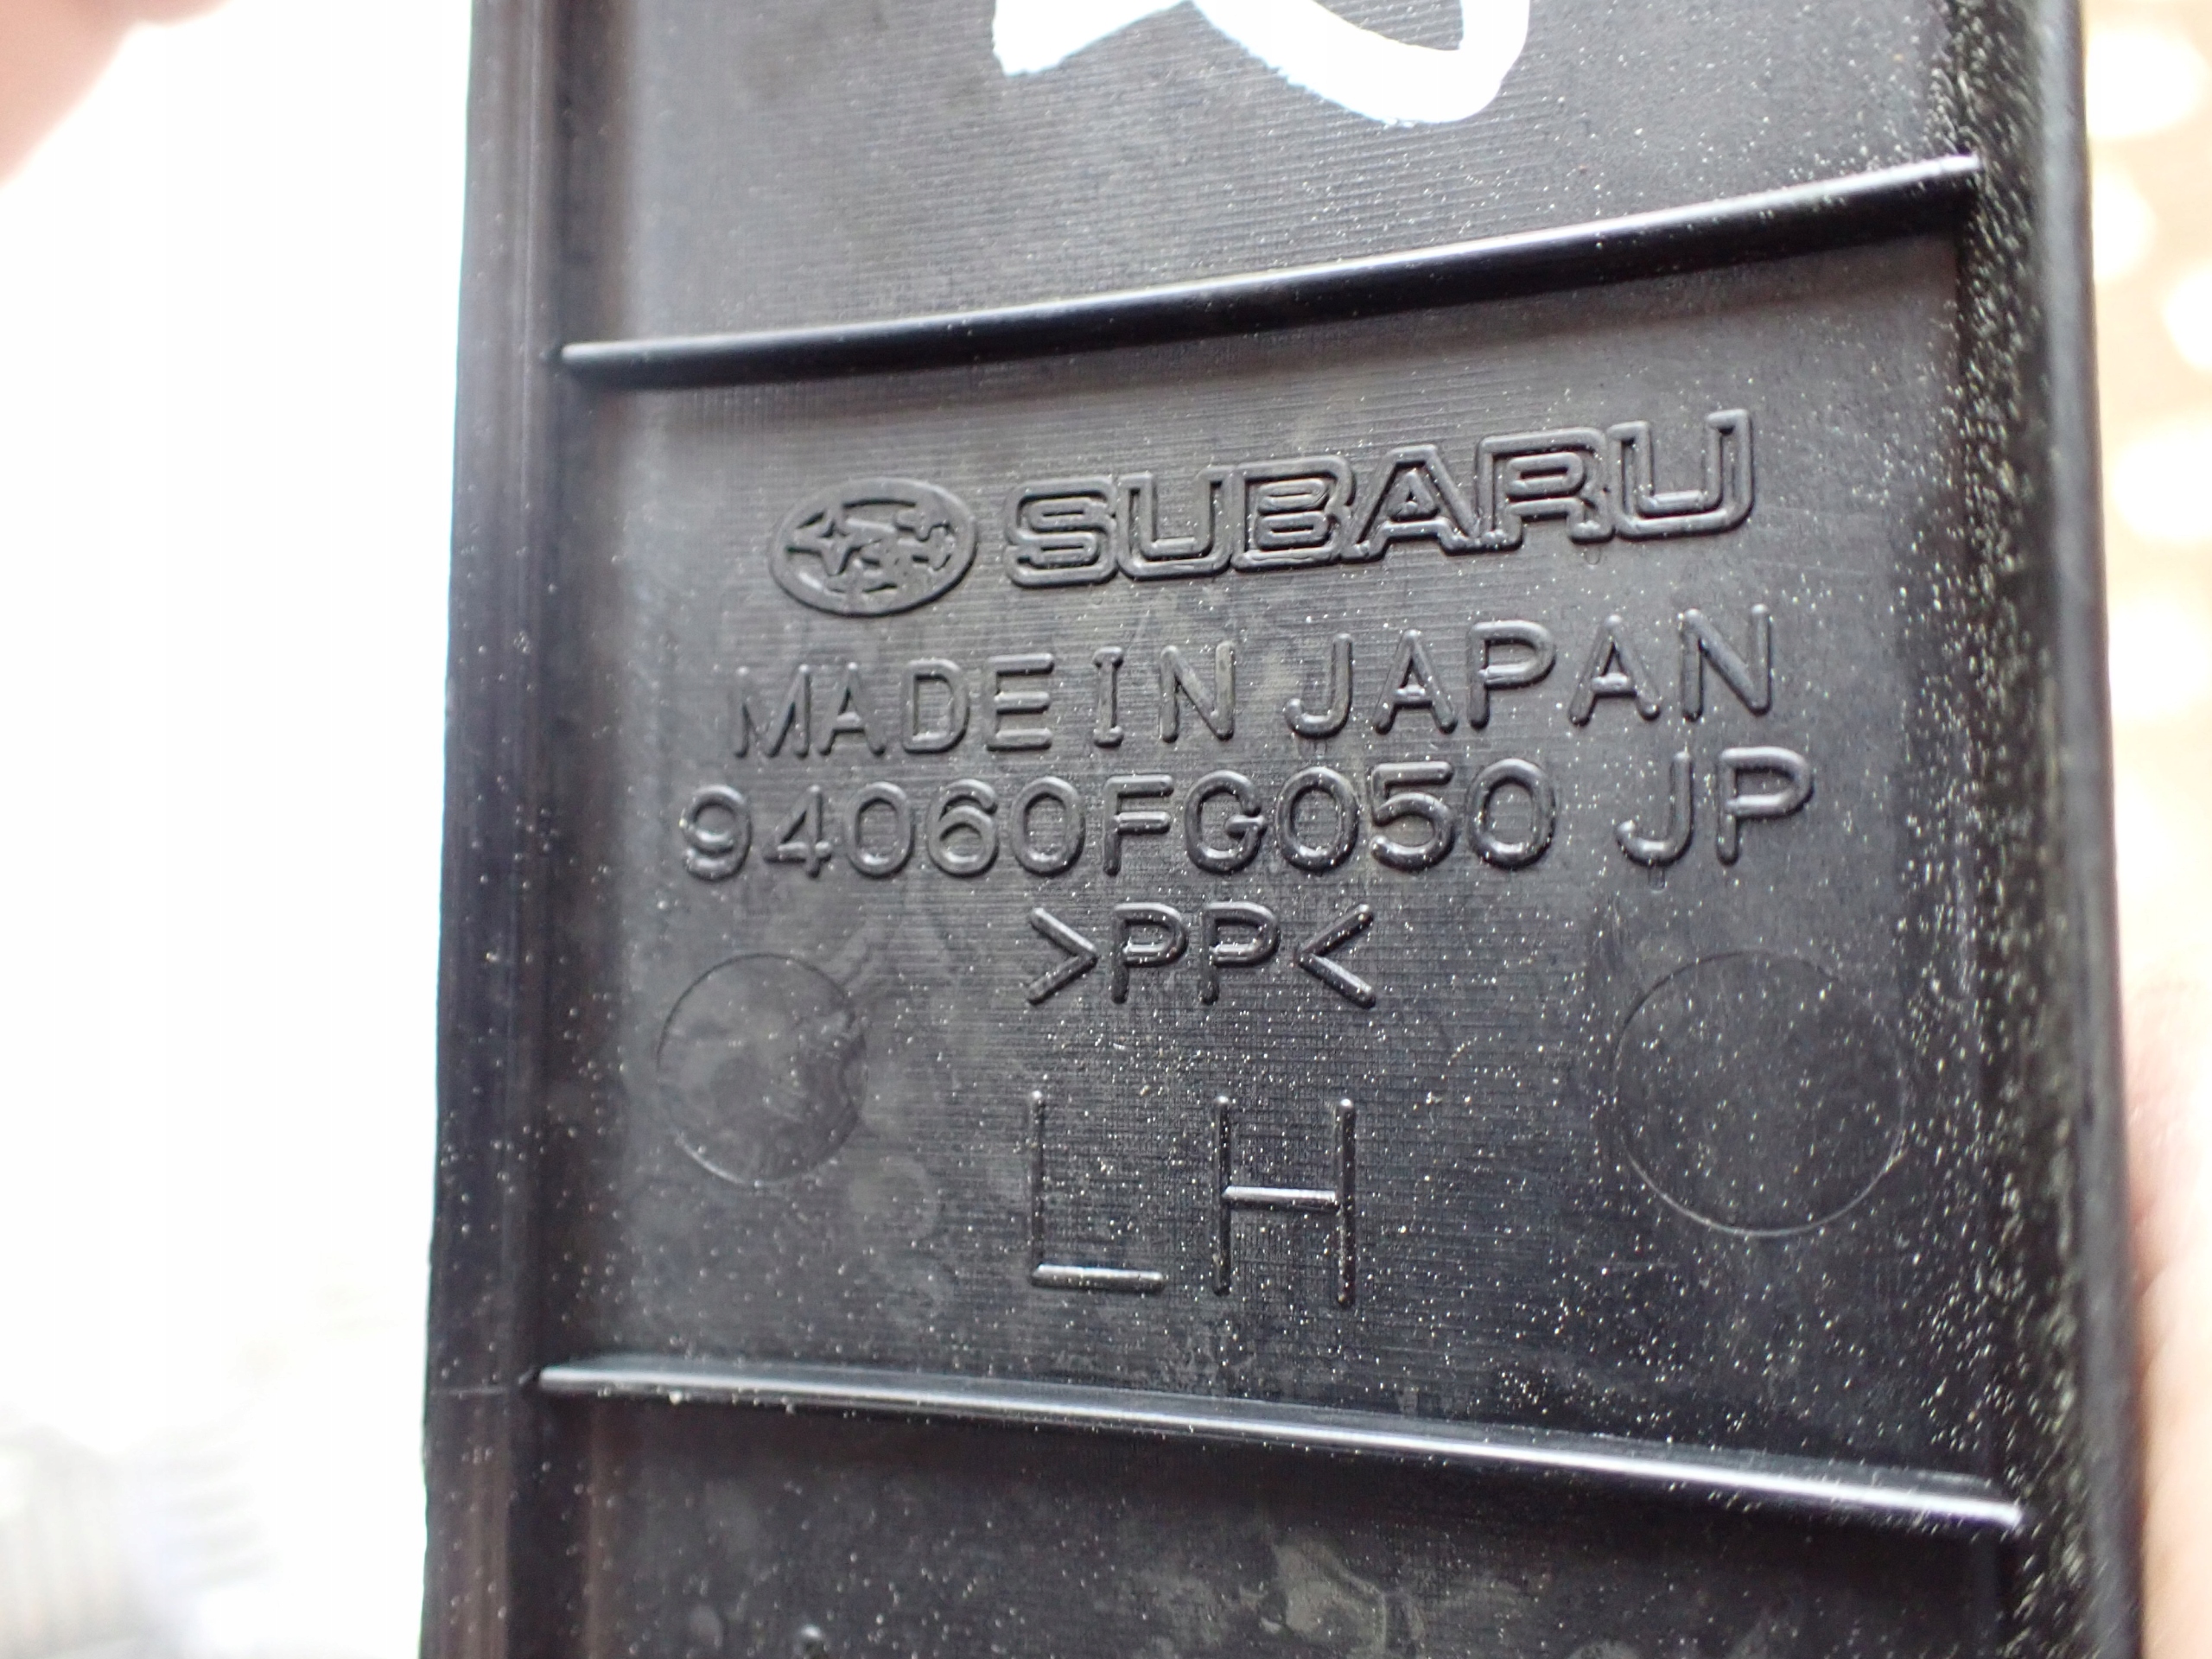 SUBARU
MADE IN JAPAN
94060FG050 JP
>PP<
LH